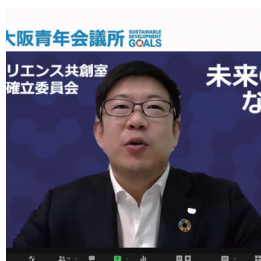 大阪青年会議所
SUSTAINABLE
DEVELOPMENT
GOALS
リエンス共創室
確立委員会
未来
な